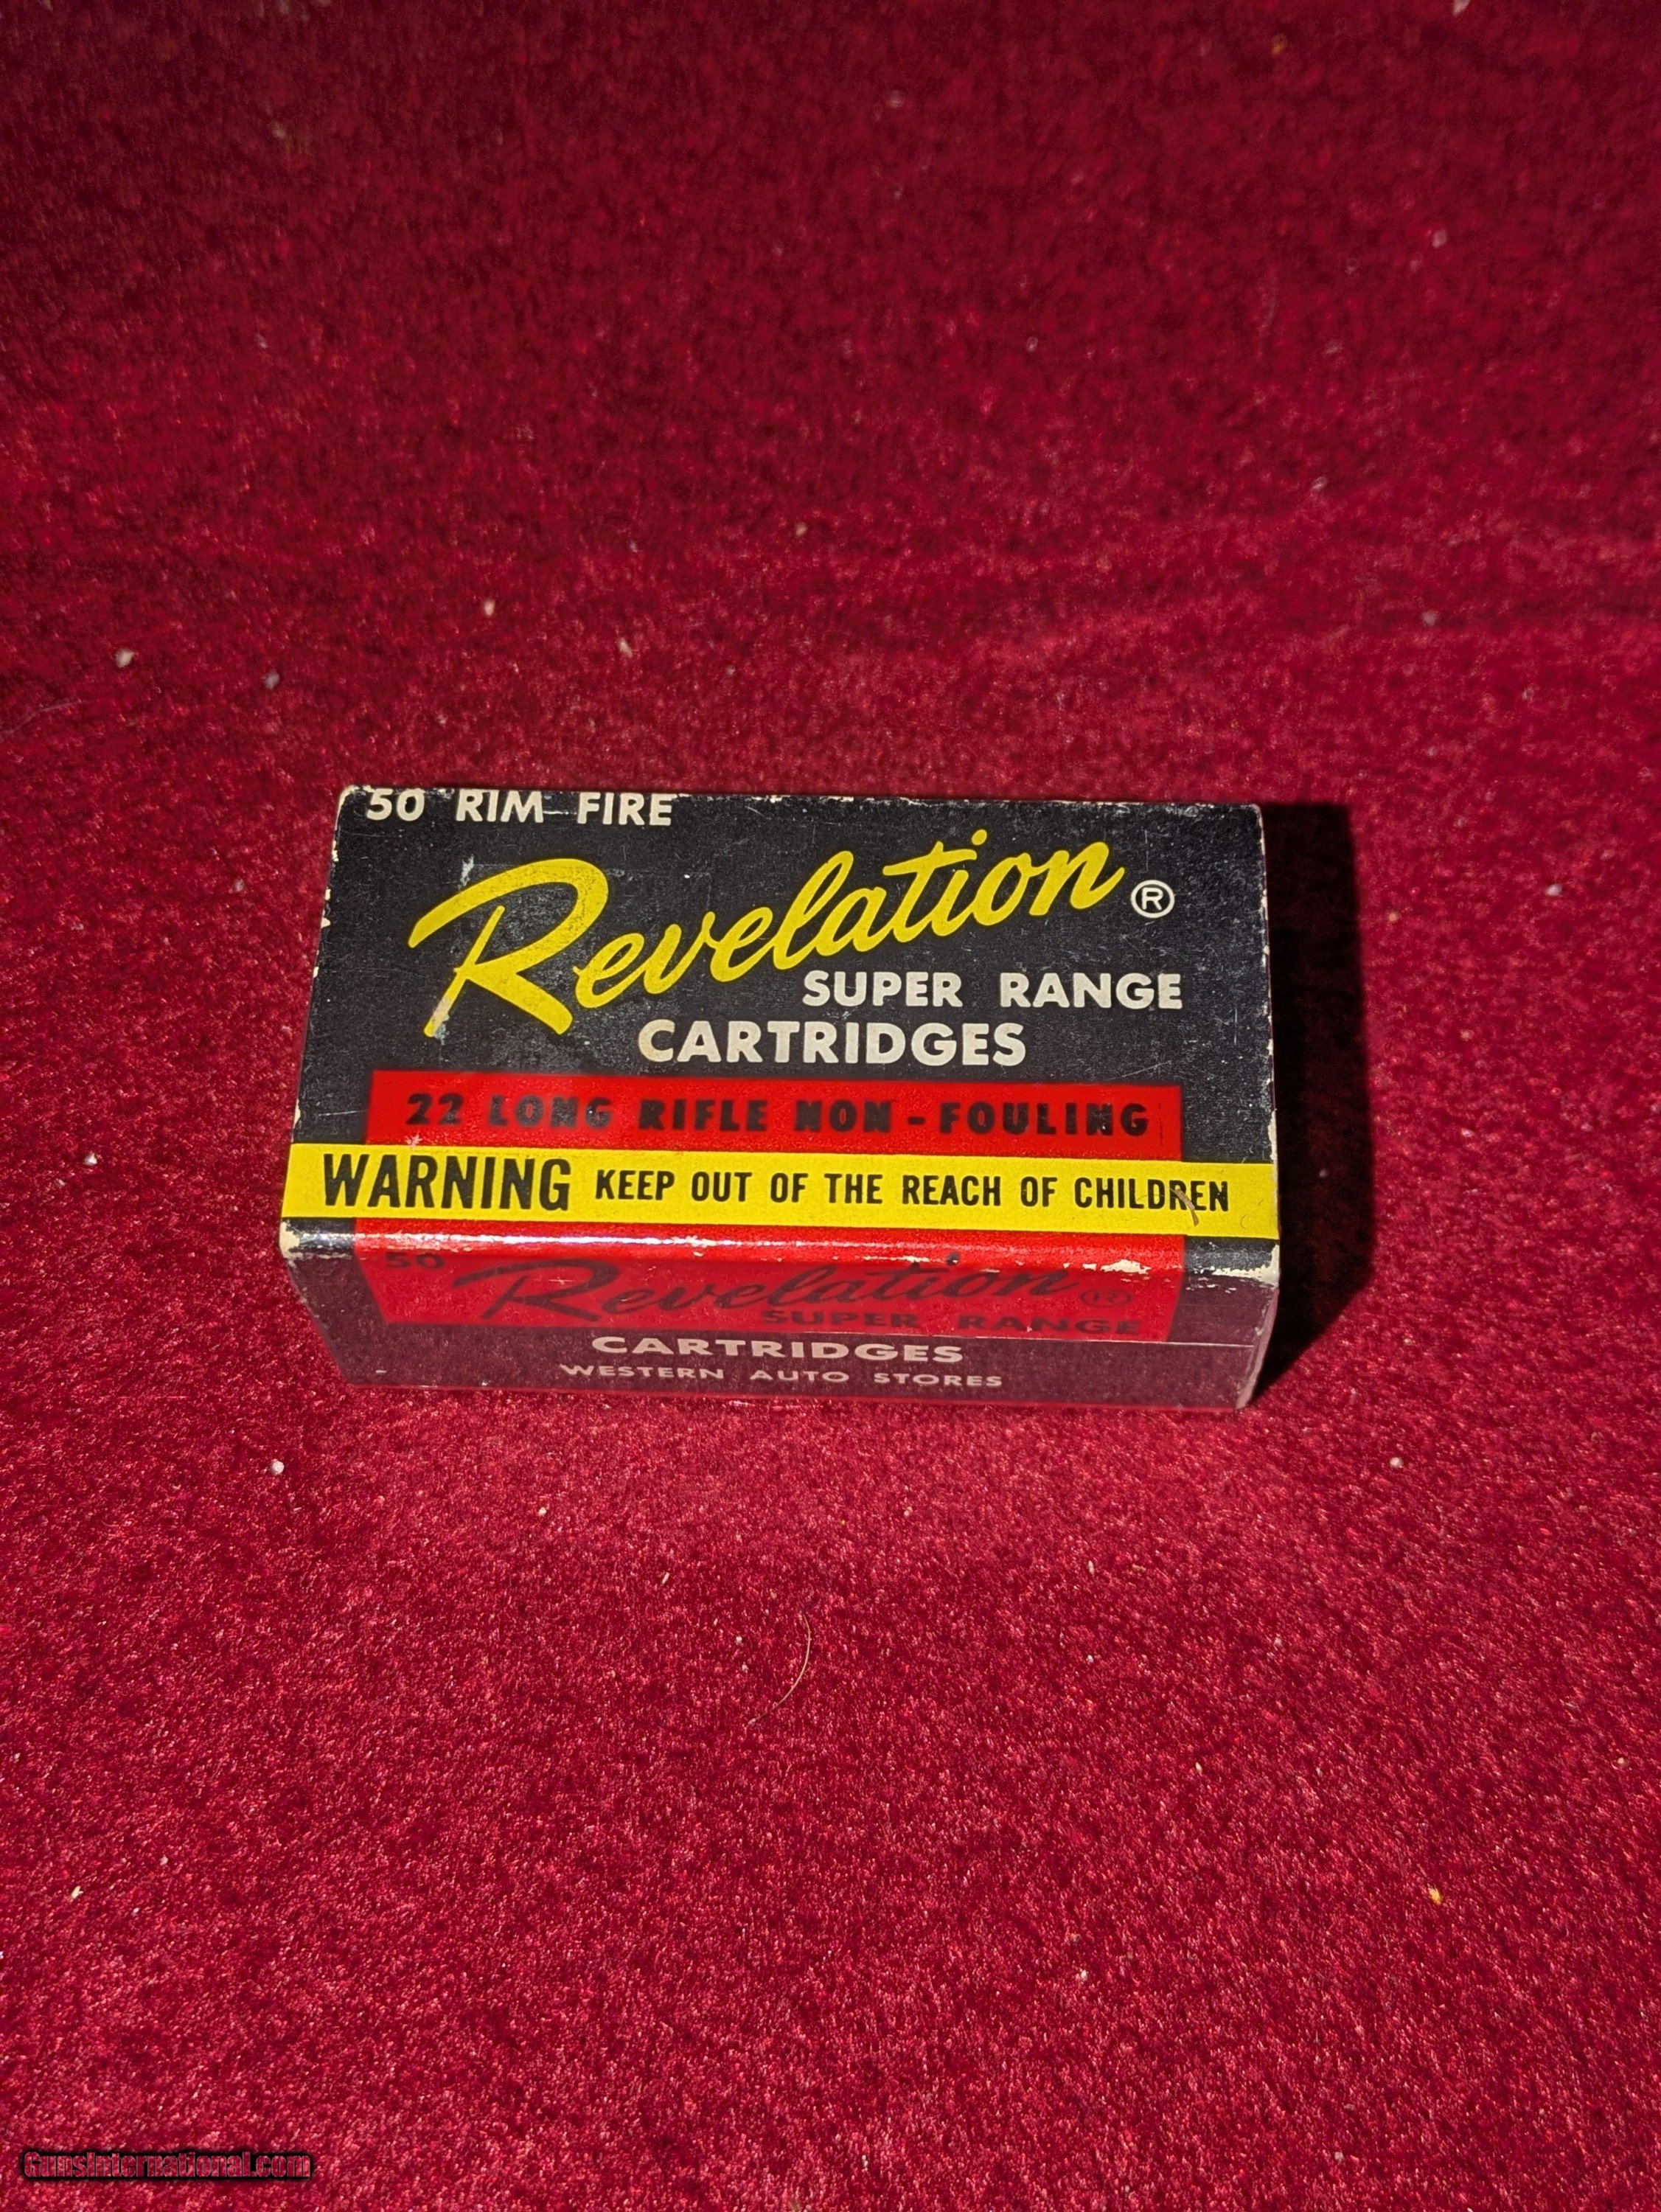 50 RIM FIRE
Revelation ®
SUPER RANGE
CARTRIDGES
22 LONG RIFLE NON-FOULING
WARNING KEEP OUT OF THE REACH OF CHILDREN
50 Revelation ®
SUPER RANGE
CARTRIDGES
WESTERN AUTO STORES
GunsInternational.com